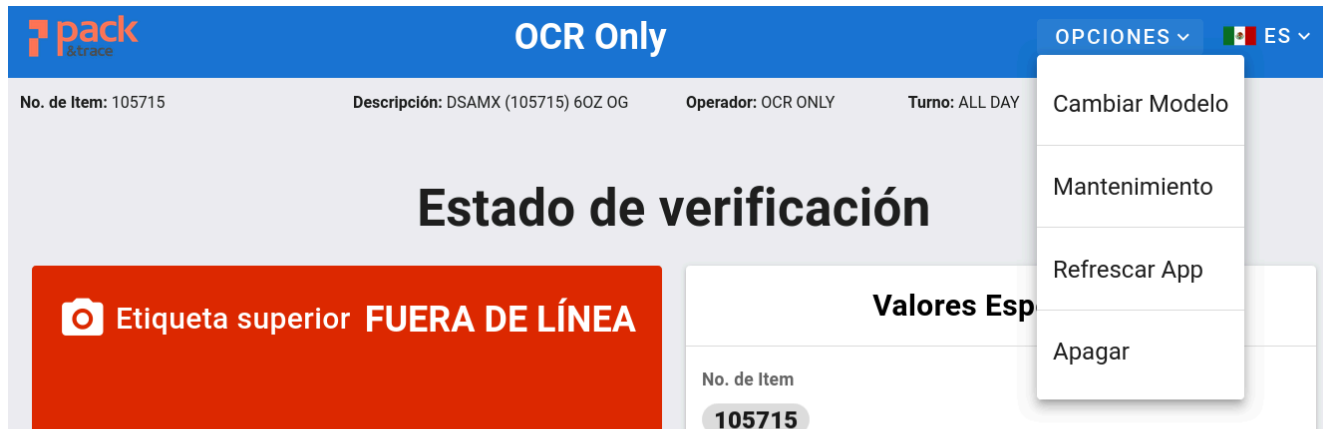 pack
&trace
OCR Only
OPCIONES
ES
No. de Item: 105715
Descripción: DSAMX (105715) 6OZ OG
Operador: OCR ONLY
Turno: ALL DAY
Cambiar Modelo
Mantenimiento
Refrescar App
Apagar
Estado de verificación
Etiqueta superior FUERA DE LÍNEA
Valores Esp
No. de Item
105715